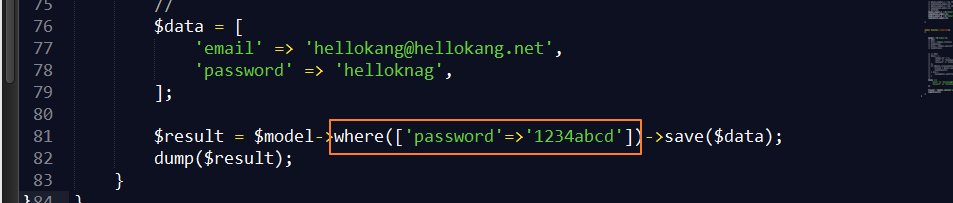 75 //
76 $data = [
77 'email' => 'hellokang@hellokang.net',
78 'password' => 'helloknag',
79 ];
80
81 $result = $model->where(['password'=>'1234abcd'])->save($data);
82 dump($result);
83 }
84 }